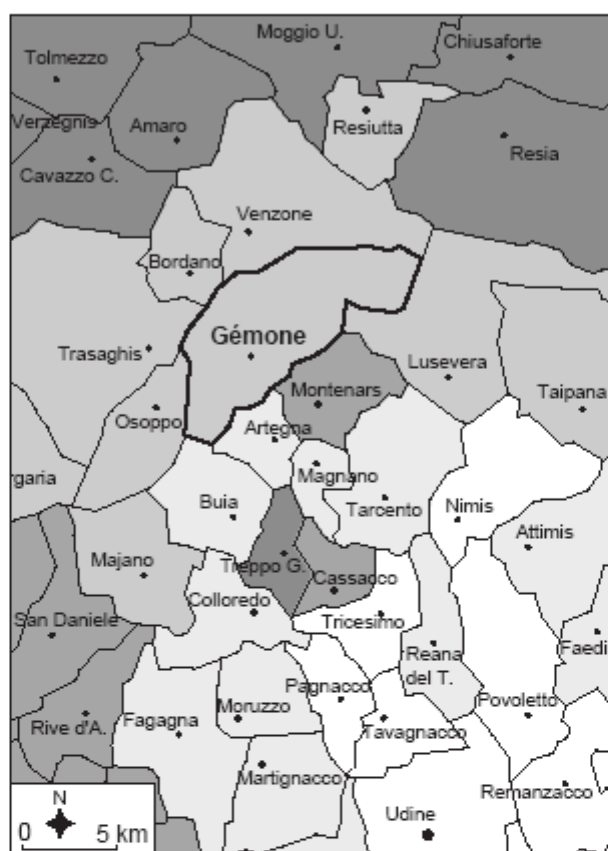 Moggio U.
Chiusaforte
Tolmezzo
Verzegnis
Amaro
Resiutta
Resia
Cavazzo C.
Venzone
Bordano
Gémone
Trasaghis
Lusevera
Montenars
Taipana
Osoppo
Artegna
rgaria
Magnano
Buia
Tarcento
Nimis
Attimis
Majano
Treppo G.
Cassacco
Colloredo
San Daniele
Tricesimo
Reana
del T.
Faedi
Pagnacco
Moruzzo
Povoletto
Rive d'A.
Fagagna
Tavagnacco
Martignacco
Remanzacco
N
Udine
0 5 km